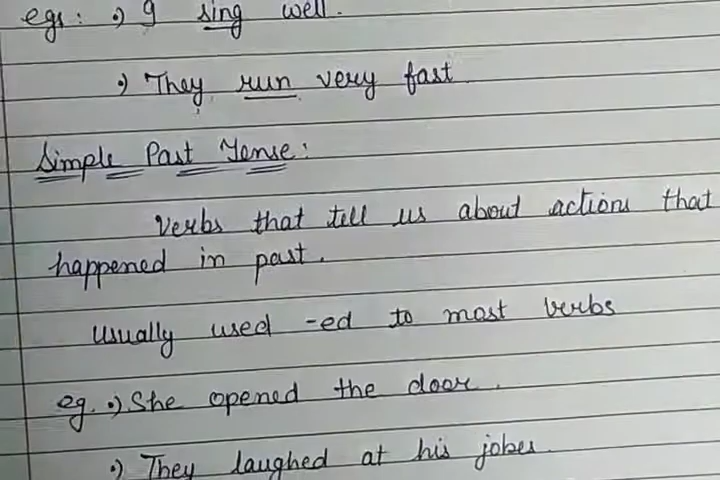 egs: •) I sing well.
•) They run very fast
Simple Past Tense:
Verbs that tell us about actions that
happened in past.
Usually used -ed to most verbs
eg. •) She opened the door.
•) They laughed at his jokes.